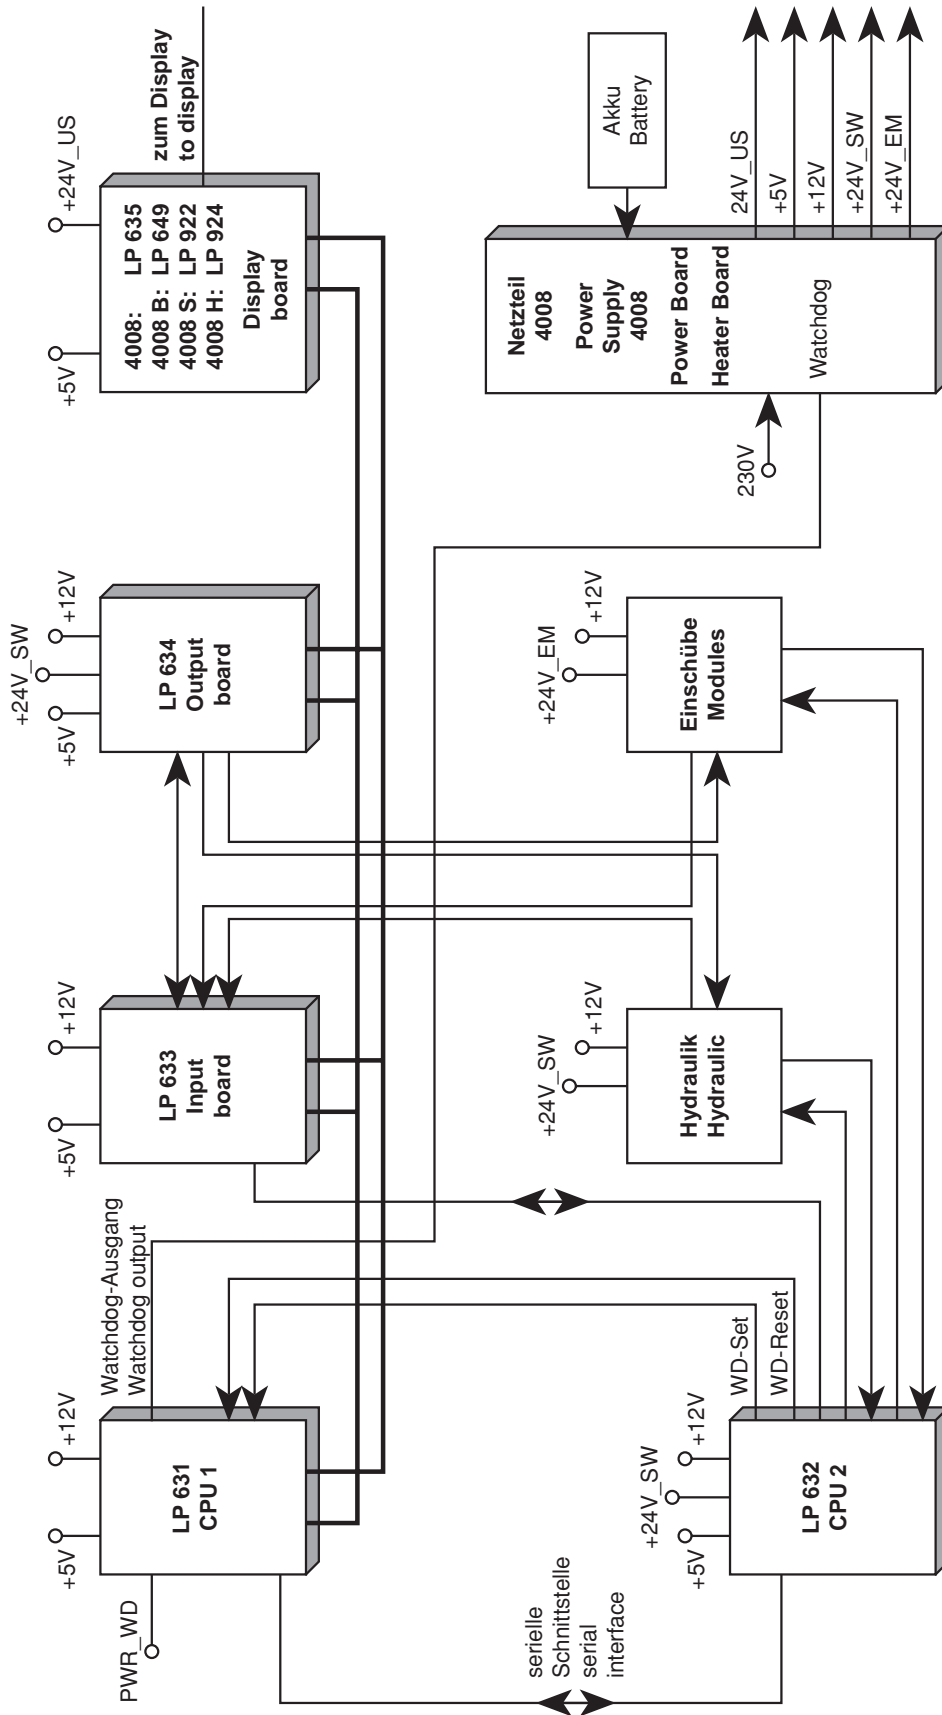 PWR_WD
+5V
+12V
LP 631
CPU 1
Watchdog-Ausgang
Watchdog output
+5V
+12V
LP 633
Input
board
+5V
+24V_SW
+12V
LP 634
Output
board
+5V
+24V_US
4008: LP 635
4008 B: LP 649
4008 S: LP 922
4008 H: LP 924
Display
board
zum Display
to display
serielle
Schnittstelle
serial
interface
+5V
+24V_SW
+12V
LP 632
CPU 2
WD-Set
WD-Reset
+24V_SW
+12V
Hydraulik
Hydraulic
+24V_EM
+12V
Einschübe
Modules
230V
Netzteil
4008
Power
Supply
4008
Power Board
Heater Board
Watchdog
Akku
Battery
24V_US
+5V
+12V
+24V_SW
+24V_EM